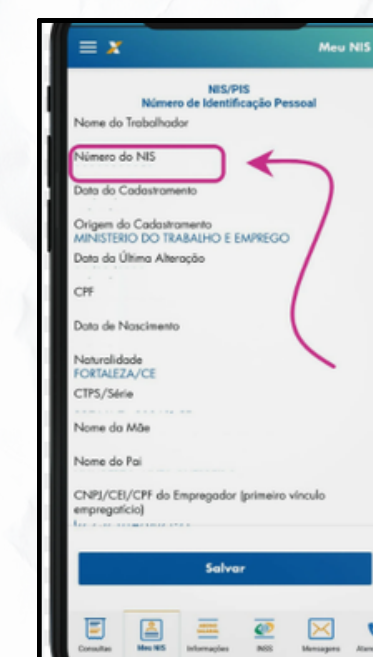 Meu NIS
NIS/PIS
Número de Identificação Pessoal
Nome do Trabalhador
Número do NIS
Data do Cadastramento
Origem do Cadastramento
MINISTERIO DO TRABALHO E EMPREGO
Data da Última Alteração
CPF
Data de Nascimento
Naturalidade
FORTALEZA/CE
CTPS/Série
Nome da Mãe
Nome do Pai
CNPJ/CEI/CPF do Empregador (primeiro vínculo
empregatício)
Salvar
Consultas Meu NIS Informações INSS Mensagens